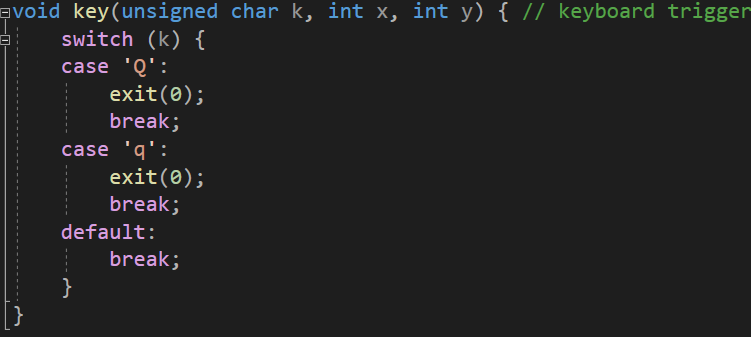 void key(unsigned char k, int x, int y) { // keyboard trigger
    switch (k) {
    case 'Q':
        exit(0);
        break;
    case 'q':
        exit(0);
        break;
    default:
        break;
    }
}